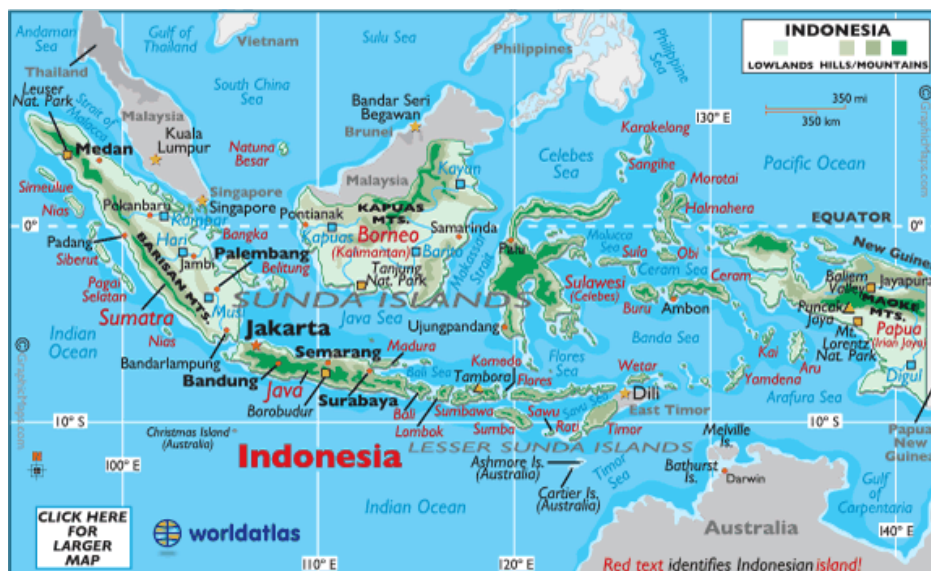 Andaman
Sea
Gulf of
Thailand
Vietnam
Sulu Sea
Philippines
Philippine
Sea
INDONESIA
LOWLANDS HILLS/MOUNTAINS
350 mi
350 km
©GraphicMaps.com
Thailand
Leuser
Nat. Park
Strait of
Malacca
Malaysia
Kuala
Lumpur
South China
Sea
Bandar Seri
Begawan
Brunei
130° E
Karakelong
Sangihe
Celebes
Sea
Pacific Ocean
Medan
Natuna
Besar
Kayan
Morotai
Simeulue
Nias
Singapore
Singapore
Malaysia
Halmahera
Pekanbaru
Kampar
Pontianak
KAPUAS
MTS.
EQUATOR
0°
0°
Padang
Siberut
Hari
Bangka
Kapuas
Borneo
(Kalimantan)
Samarinda
Barito
Makassar
Strait
Palu
Molucca
Sea
Sula
Obi
New Guinea
BARISAN MTS.
Jambi
Palembang
Belitung
Tanjung
Nat. Park
Sulawesi
(Celebes)
Ceram Sea
Ceram
Buru
Ambon
Baliem
Valley
Jayapura
Pagai
Selatan
Musi
SUNDA ISLANDS
Puncak
Jaya
MAOKE
MTS.
Sumatra
Java Sea
Ujungpandang
Banda Sea
Mt.
Lorentz
Nat. Park
Papua
(Irian Jaya)
Indian
Ocean
Nias
Jakarta
Bandarlampung
Semarang
Madura
Komodo
Flores
Sea
Wetar
Kai
Aru
Bandung
Java
Bali Sea
Tambora
Flores
Yamdena
Digul
Borobudur
Surabaya
Savu Sea
Dili
East Timor
Arafura Sea
Bali
Lombok
Sumbawa
Sumba
Sawu
Roti
Timor
10° S
10° S
LESSER SUNDA ISLANDS
Christmas Island
(Australia)
Melville
Is.
Papua
New
Guinea
©GraphicMaps.com
Indonesia
100° E
Ashmore Is.
(Australia)
Timor
Sea
Bathurst
Is.
Darwin
Cartier Is.
(Australia)
Gulf
of
Carpentaria
CLICK HERE
FOR
LARGER
MAP
worldatlas
Indian Ocean
Australia
110° E
120° E
140° E
Red text identifies Indonesian island!